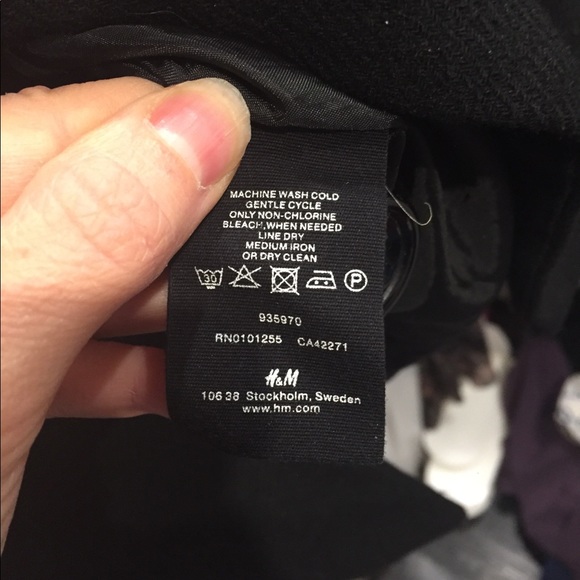 MACHINE WASH COLD
GENTLE CYCLE
ONLY NON-CHLORINE
BLEACH,WHEN NEEDED
LINE DRY
MEDIUM IRON
OR DRY CLEAN
30 P
935970
RN0101255 CA42271
H&M
106 38 Stockholm, Sweden
www.hm.com